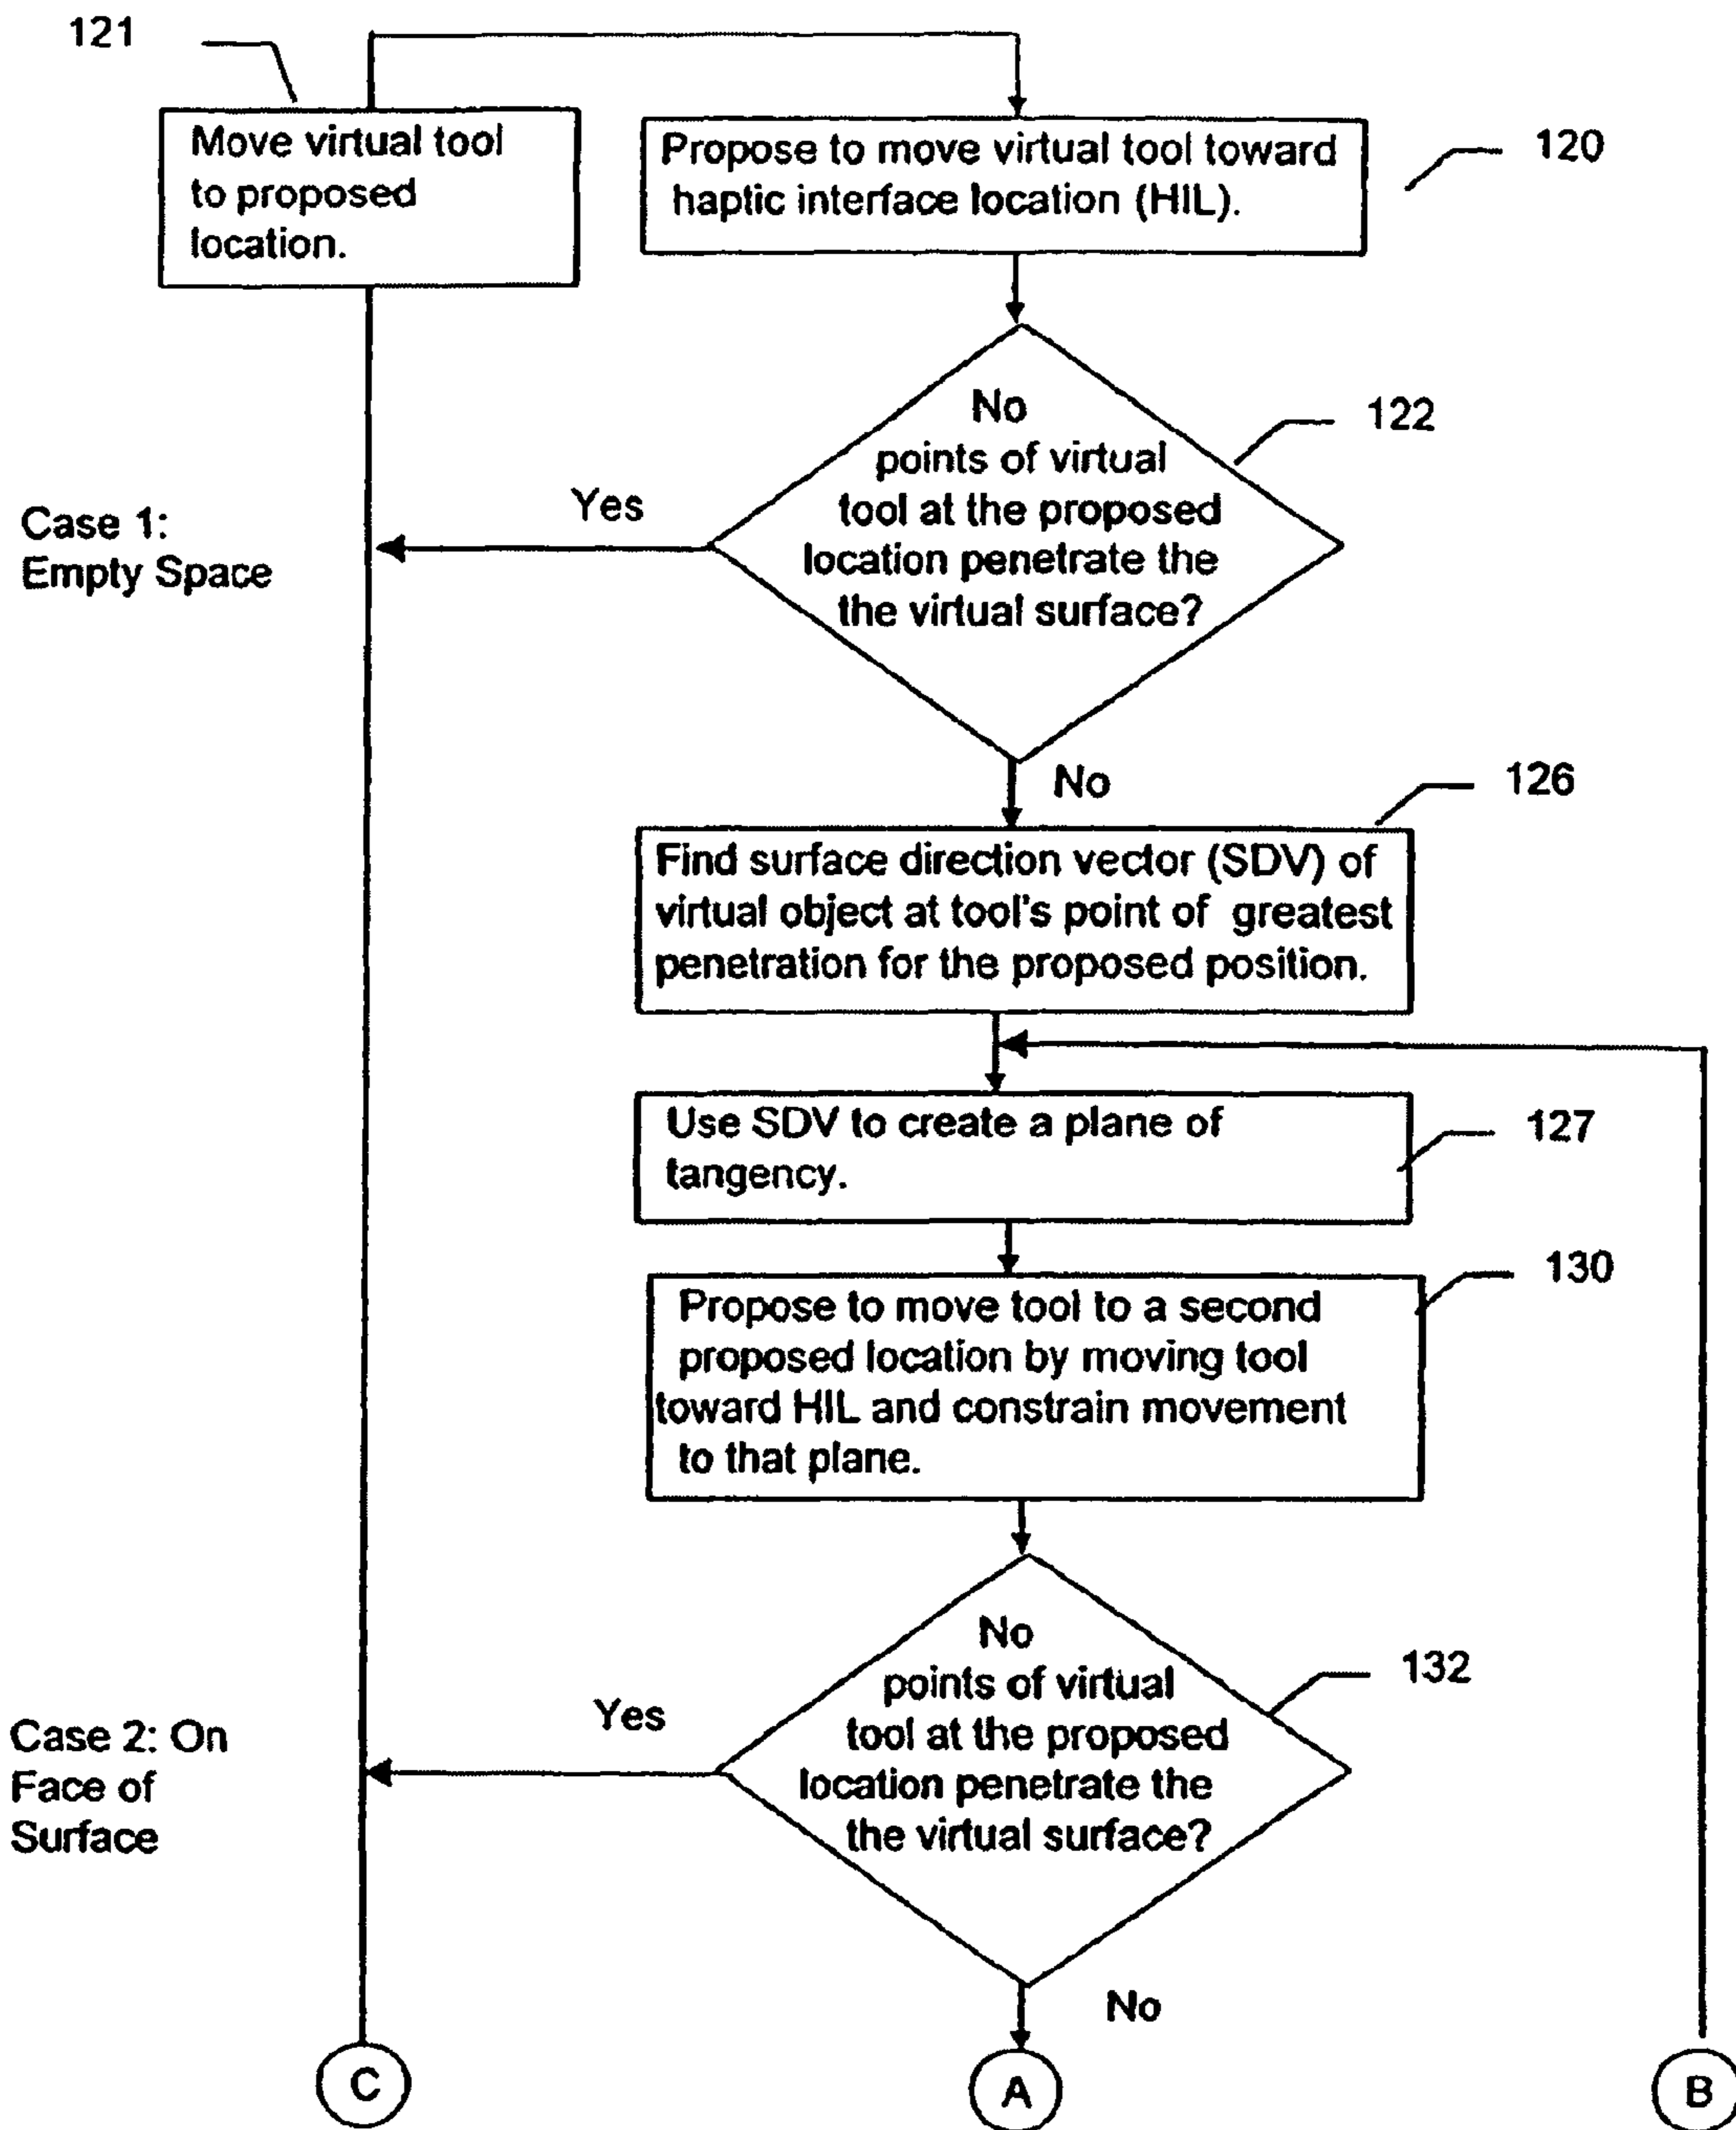 121
Move virtual tool
to proposed
location.
Propose to move virtual tool toward
haptic interface location (HIL).
120
No
points of virtual
tool at the proposed
location penetrate the
the virtual surface?
122
Yes
Case 1:
Empty Space
No
126
Find surface direction vector (SDV) of
virtual object at tool's point of greatest
penetration for the proposed position.
Use SDV to create a plane of
tangency.
127
130
Propose to move tool to a second
proposed location by moving tool
toward HIL and constrain movement
to that plane.
No
points of virtual
tool at the proposed
location penetrate the
the virtual surface?
132
Yes
Case 2: On
Face of
Surface
No
C
A
B